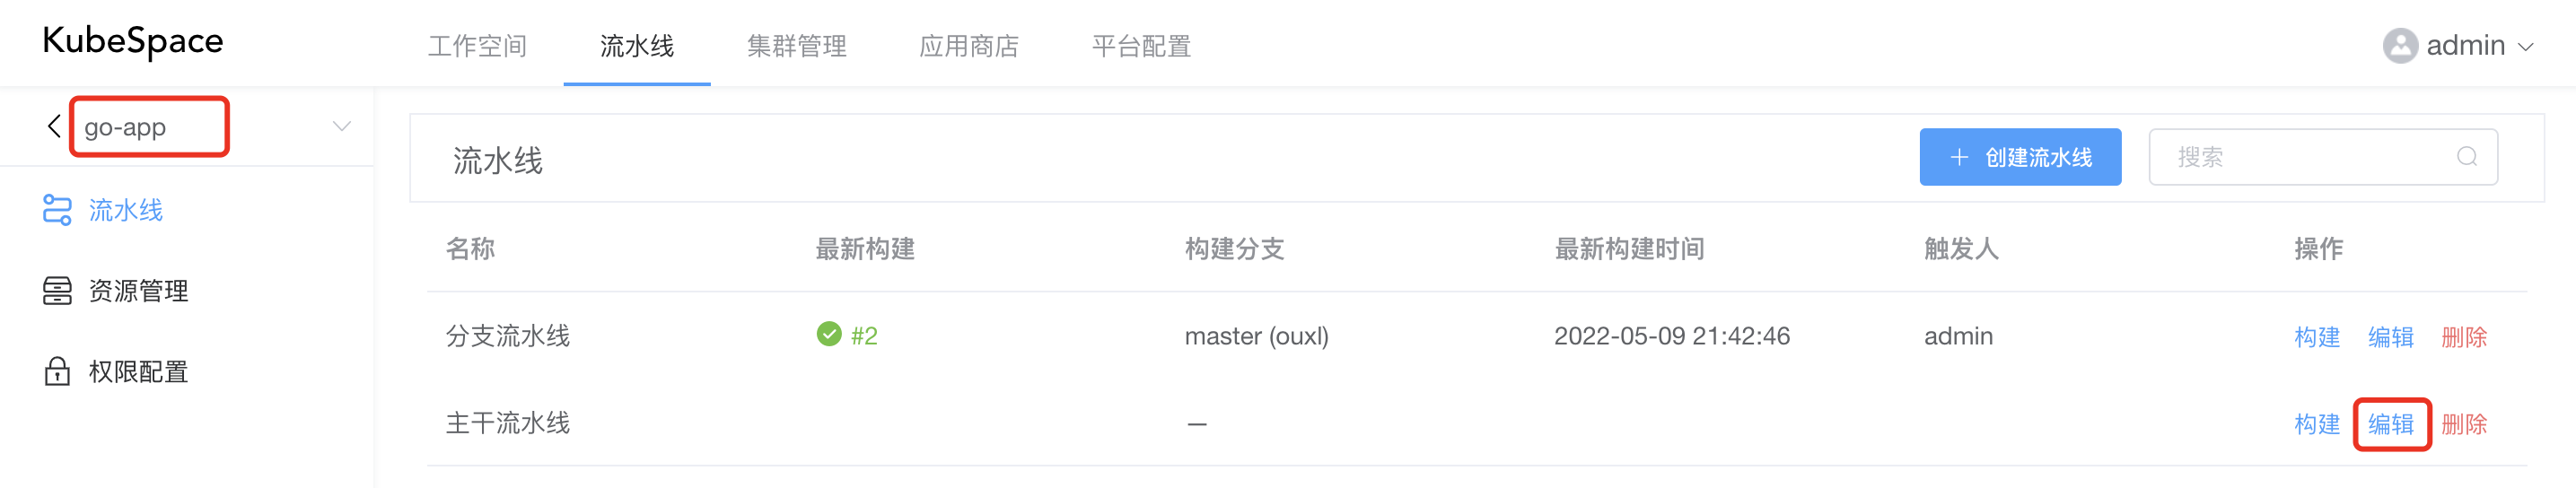 KubeSpace
工作空间 流水线 集群管理 应用商店 平台配置
admin
go-app
流水线
资源管理
权限配置
流水线
创建流水线
搜索
名称 最新构建 构建分支 最新构建时间 触发人 操作
分支流水线 #2 master (ouxl) 2022-05-09 21:42:46 admin 构建 编辑 删除
主干流水线 — 构建 编辑 删除